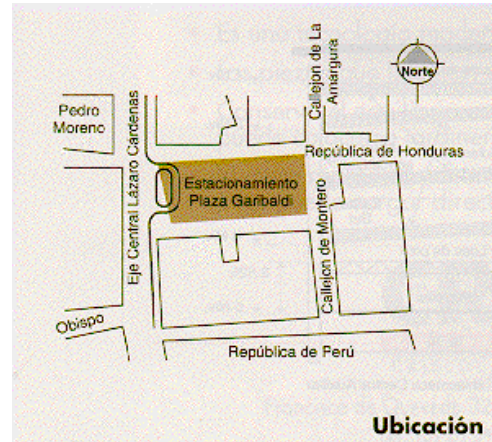 Callejon de La
Amargura
Norte
Pedro
Moreno
República de Honduras
Eje Central Lázaro Cardenas
Estacionamiento
Plaza Garibaldi
Callejon de Montero
Obispo
República de Perú
Ubicación